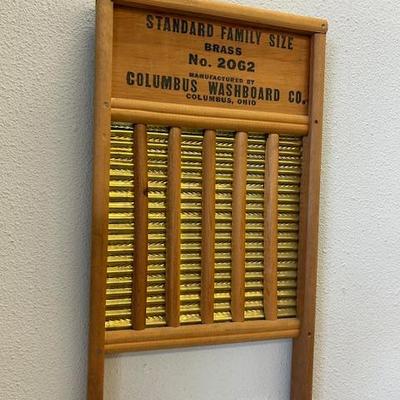 STANDARD FAMILY SIZE
BRASS
No. 2062
MANUFACTURED BY
COLUMBUS WASHBOARD CO.
COLUMBUS, OHIO